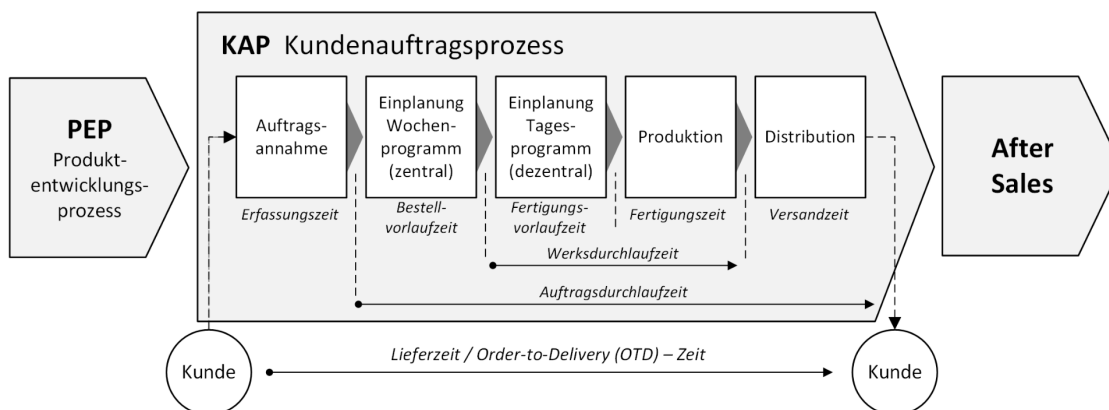 KAP Kundenauftragsprozess
PEP
Produkt-
entwicklungs-
prozess
Auftrags-
annahme
Erfassungszeit
Einplanung
Wochen-
programm
(zentral)
Bestell-
vorlaufzeit
Einplanung
Tages-
programm
(dezentral)
Fertigungs-
vorlaufzeit
Produktion
Fertigungszeit
Distribution
Versandzeit
Werksdurchlaufzeit
Auftragsdurchlaufzeit
After
Sales
Kunde
Lieferzeit / Order-to-Delivery (OTD) – Zeit
Kunde